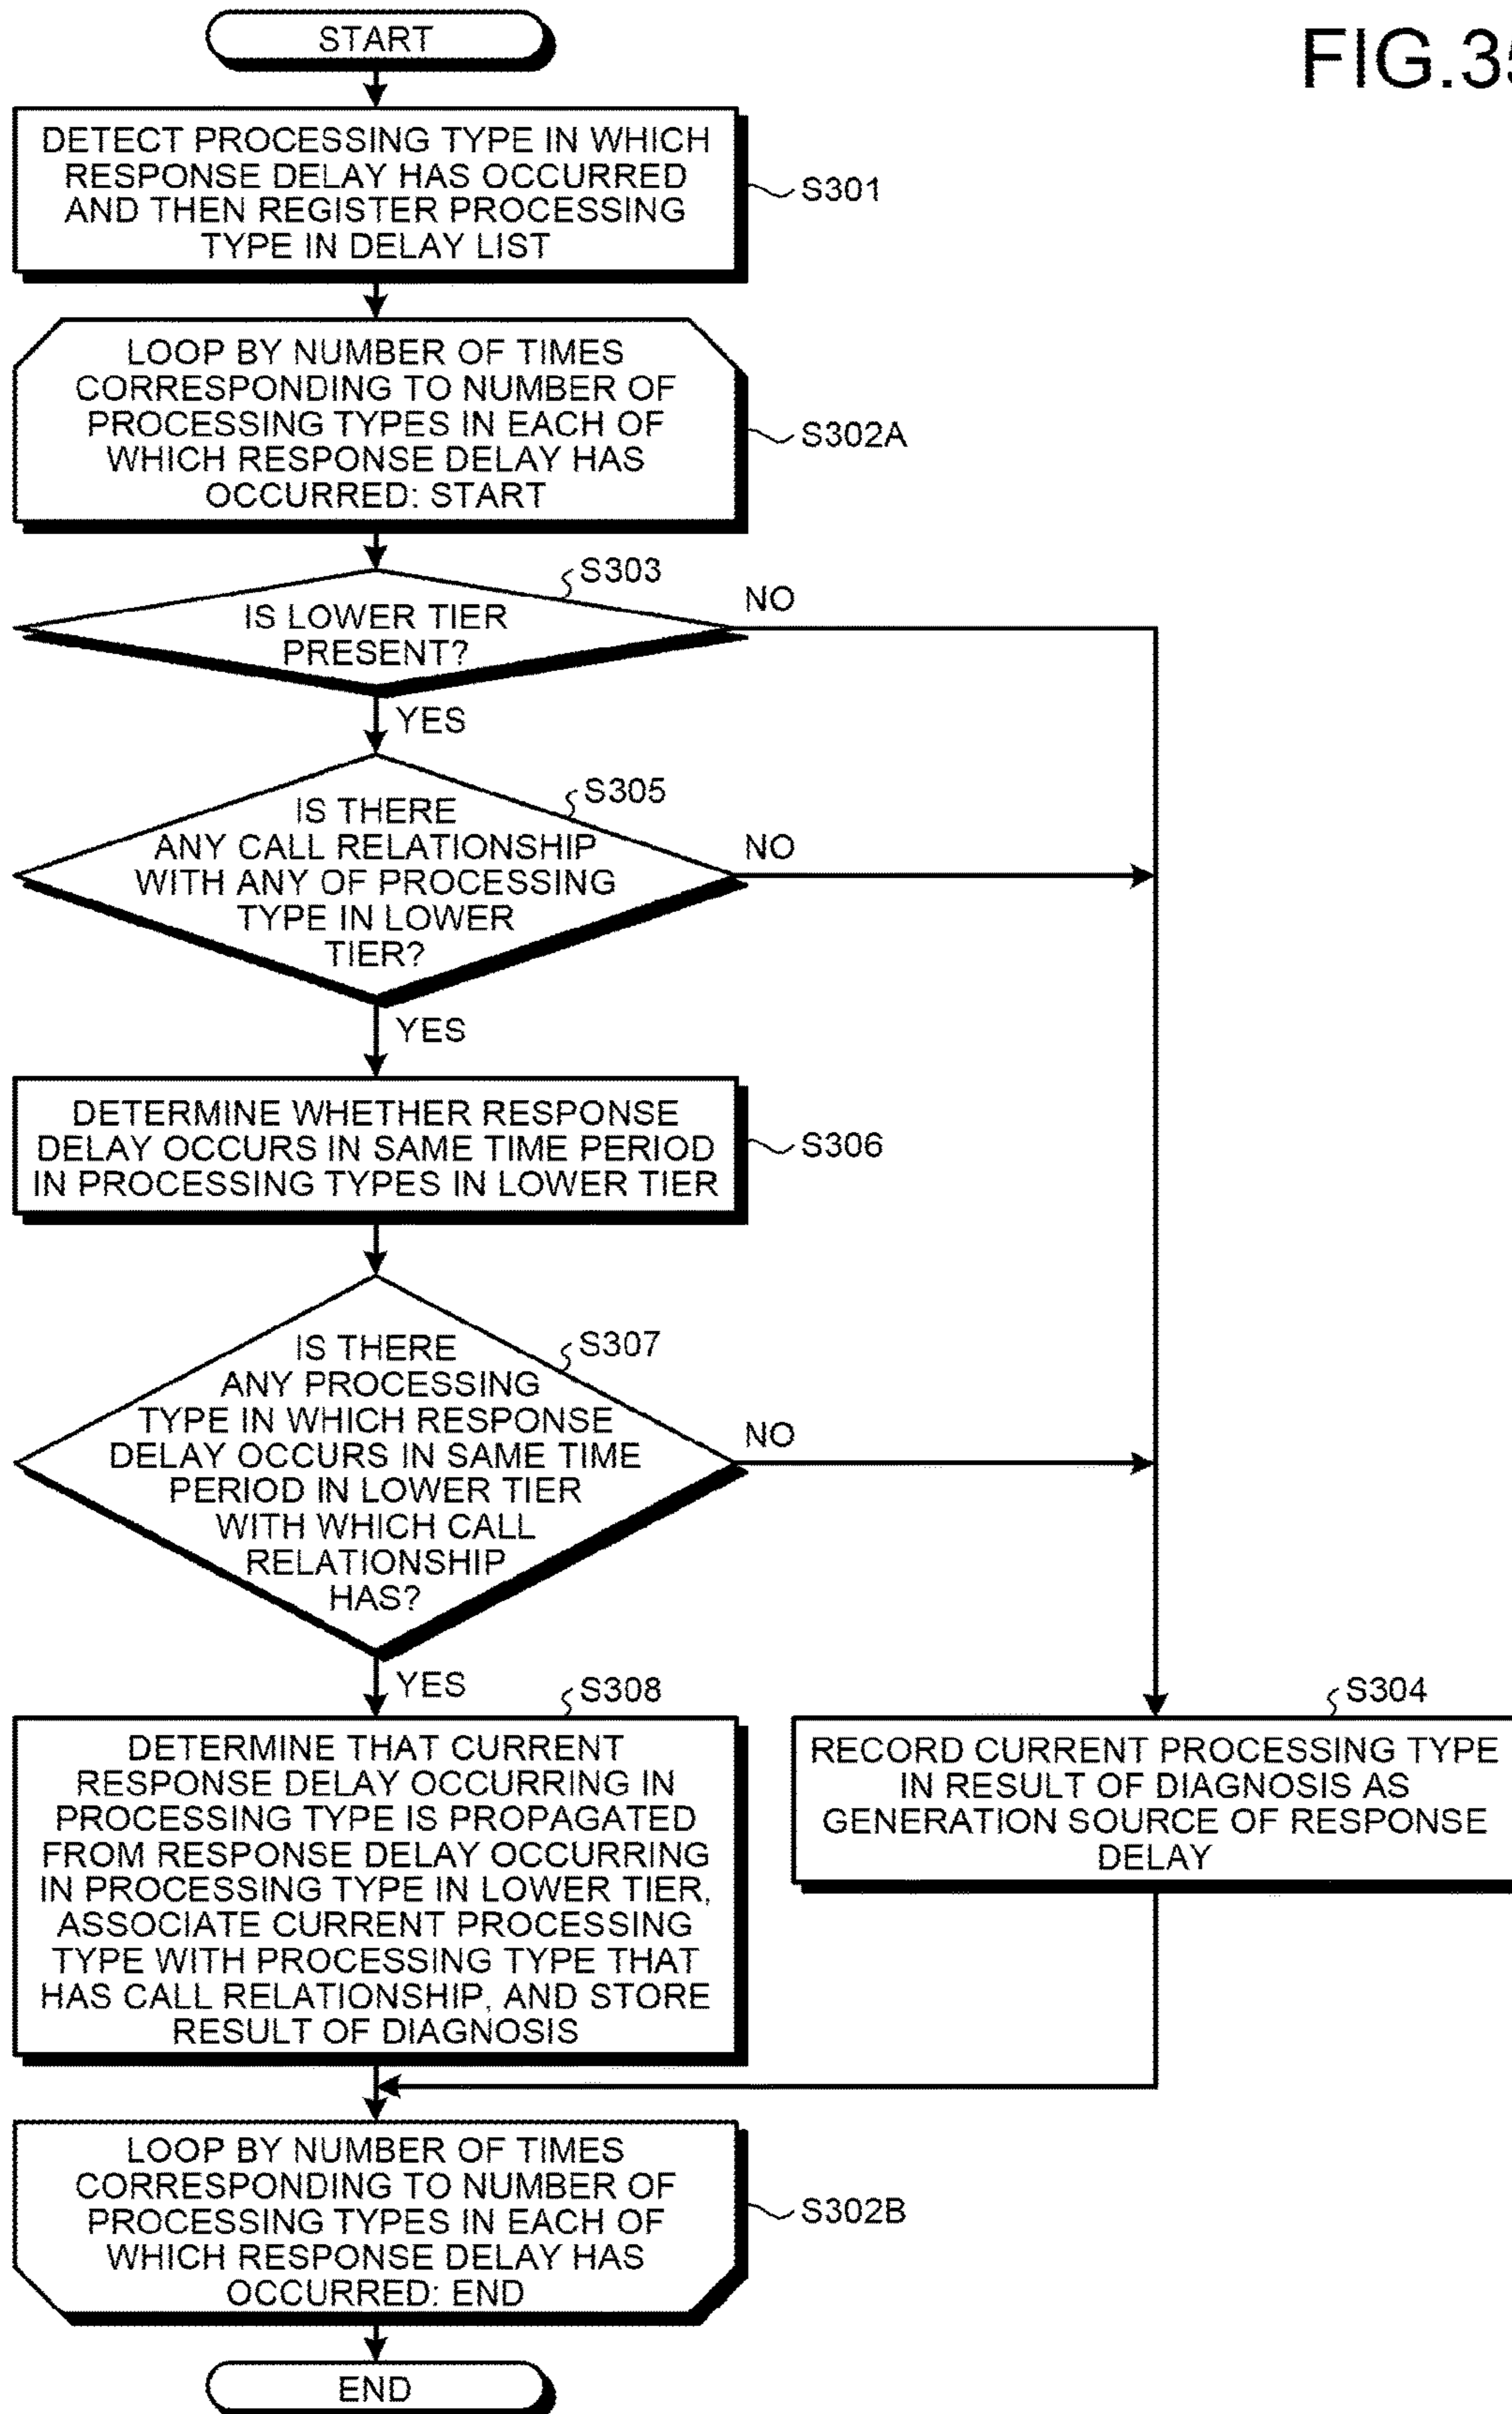 START
FIG.35
DETECT PROCESSING TYPE IN WHICH
RESPONSE DELAY HAS OCCURRED
AND THEN REGISTER PROCESSING
TYPE IN DELAY LIST
S301
LOOP BY NUMBER OF TIMES
CORRESPONDING TO NUMBER OF
PROCESSING TYPES IN EACH OF
WHICH RESPONSE DELAY HAS
OCCURRED: START
S302A
S303
IS LOWER TIER
PRESENT?
NO
YES
S305
IS THERE
ANY CALL RELATIONSHIP
WITH ANY OF PROCESSING
TYPE IN LOWER
TIER?
NO
YES
DETERMINE WHETHER RESPONSE
DELAY OCCURS IN SAME TIME PERIOD
IN PROCESSING TYPES IN LOWER TIER
S306
S307
IS THERE
ANY PROCESSING
TYPE IN WHICH RESPONSE
DELAY OCCURS IN SAME TIME
PERIOD IN LOWER TIER
WITH WHICH CALL
RELATIONSHIP
HAS?
NO
YES
S308
DETERMINE THAT CURRENT
RESPONSE DELAY OCCURRING IN
PROCESSING TYPE IS PROPAGATED
FROM RESPONSE DELAY OCCURRING
IN PROCESSING TYPE IN LOWER TIER,
ASSOCIATE CURRENT PROCESSING
TYPE WITH PROCESSING TYPE THAT
HAS CALL RELATIONSHIP, AND STORE
RESULT OF DIAGNOSIS
S304
RECORD CURRENT PROCESSING TYPE
IN RESULT OF DIAGNOSIS AS
GENERATION SOURCE OF RESPONSE
DELAY
LOOP BY NUMBER OF TIMES
CORRESPONDING TO NUMBER OF
PROCESSING TYPES IN EACH OF
WHICH RESPONSE DELAY HAS
OCCURRED: END
S302B
END